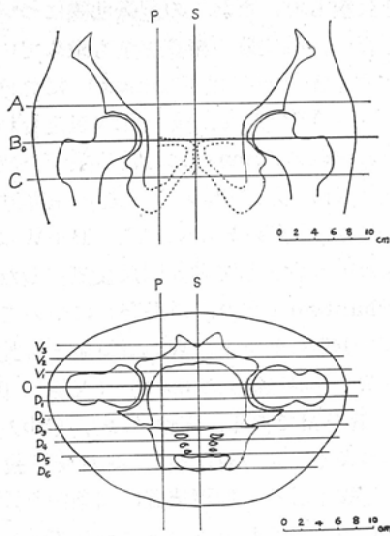 P S
A
B₀
C
0 2 4 6 8 10 cm
P S
V₃
V₂
V₁
O
D₁
D₂
D₃
D₄
D₅
D₆
0 2 4 6 8 10 cm